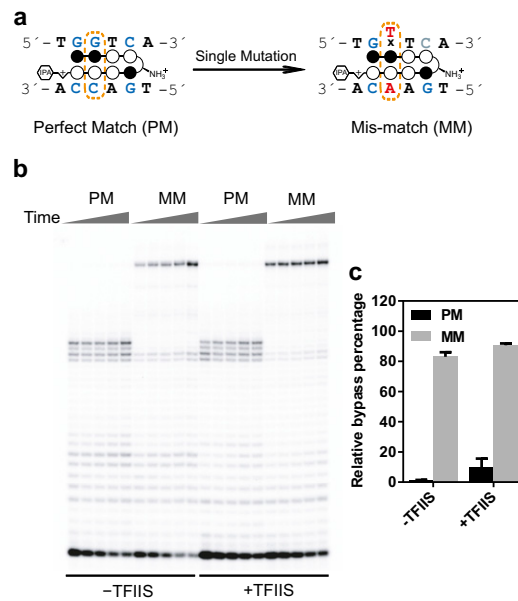 a
5´- T G G T C A -3´
IPA + NH₃⁺
A C C A G T -5´
3´-
Perfect Match (PM)
Single Mutation
T
x
5´- T G T C A -3´
IPA + NH₃⁺
3´- A C A A G T -5´
Mis-match (MM)
b
PM MM PM MM
Time
−TFIIS +TFIIS
c
Relative bypass percentage
120
100
80
60
40
20
0
PM
MM
-TFIIS +TFIIS